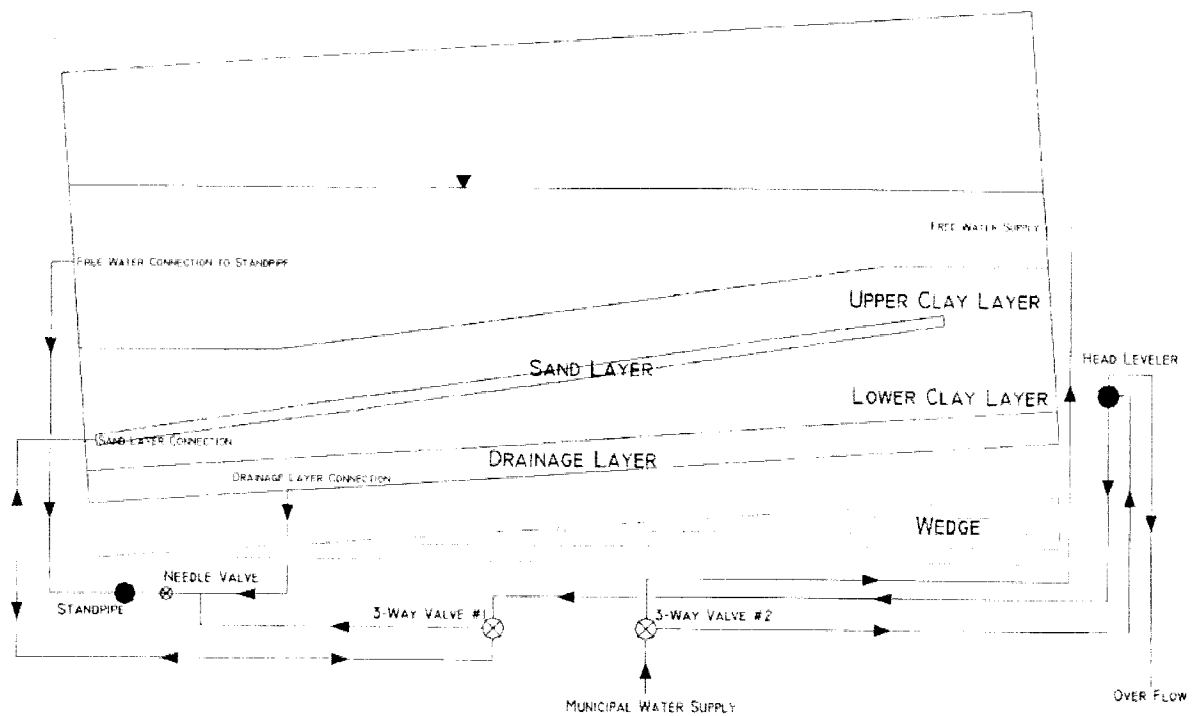 FREE WATER SUPPLY
FREE WATER CONNECTION TO STANDPIPE
UPPER CLAY LAYER
SAND LAYER
HEAD LEVELER
LOWER CLAY LAYER
SAND LAYER CONNECTION
DRAINAGE LAYER
DRAINAGE LAYER CONNECTION
WEDGE
NEEDLE VALVE
STANDPIPE
3-WAY VALVE #1
3-WAY VALVE #2
OVER FLOW
MUNICIPAL WATER SUPPLY